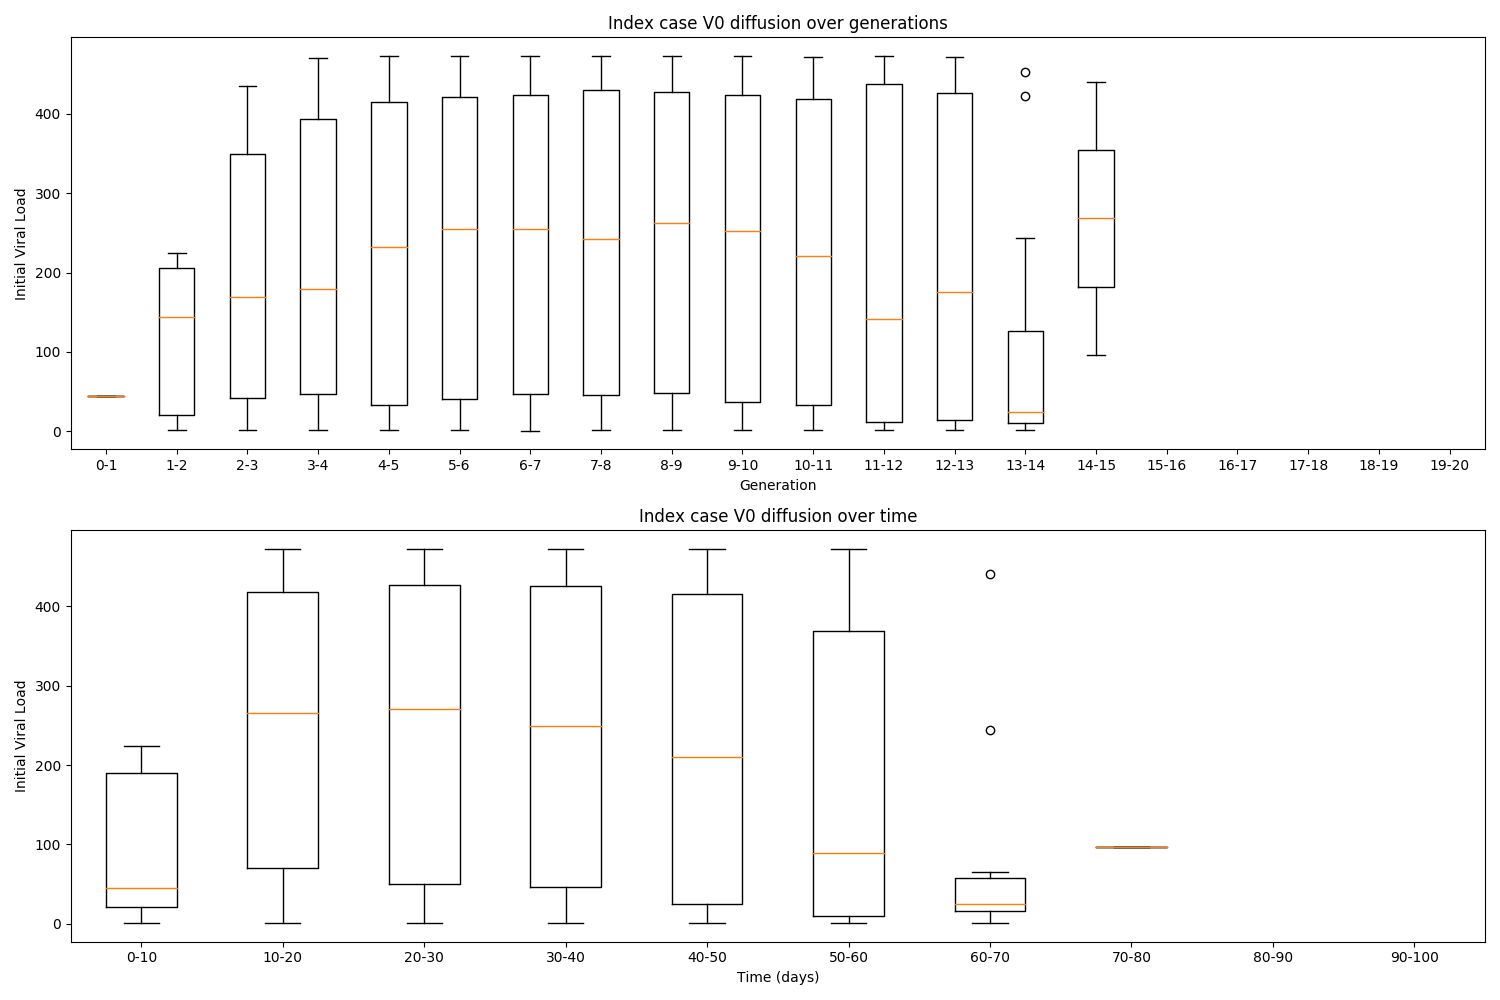 Index case V0 diffusion over generations
Initial Viral Load
400
300
200
100
0
0-1 1-2 2-3 3-4 4-5 5-6 6-7 7-8 8-9 9-10 10-11 11-12 12-13 13-14 14-15 15-16 16-17 17-18 18-19 19-20
Generation
Index case V0 diffusion over time
Initial Viral Load
400
300
200
100
0
0-10 10-20 20-30 30-40 40-50 50-60 60-70 70-80 80-90 90-100
Time (days)